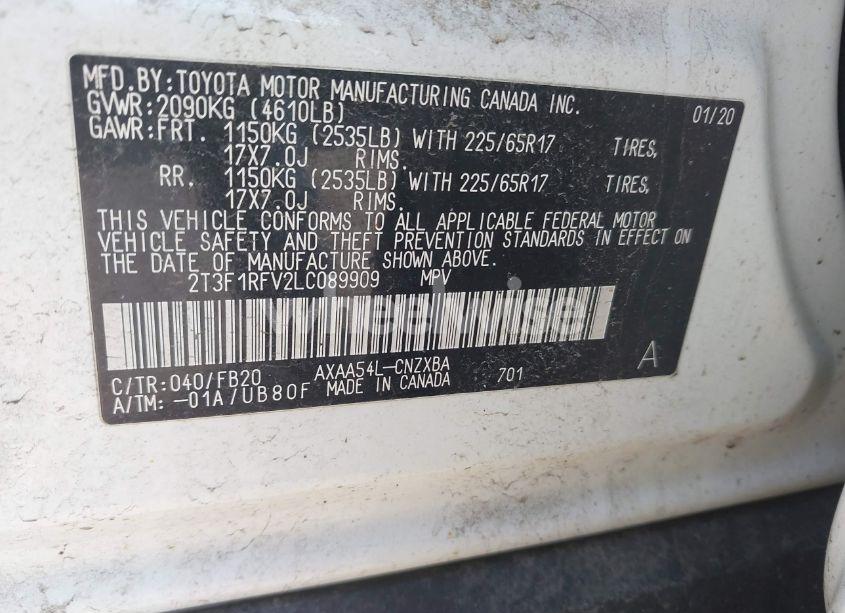 MFD.BY:TOYOTA MOTOR MANUFACTURING CANADA INC.
GVWR:2090KG (4610LB) 01/20
GAWR:FRT. 1150KG (2535LB) WITH 225/65R17 TIRES,
17X7.0J RIMS.
RR. 1150KG (2535LB) WITH 225/65R17 TIRES,
17X7.0J RIMS.
THIS VEHICLE CONFORMS TO ALL APPLICABLE FEDERAL MOTOR
VEHICLE SAFETY AND THEFT PREVENTION STANDARDS IN EFFECT ON
THE DATE OF MANUFACTURE SHOWN ABOVE.
2T3F1RFV2LC089909 MPV
wheelwise
C/TR:040/FB20 AXAA54L-CNZXBA 701 A
A/TM:-01A/UB80F MADE IN CANADA